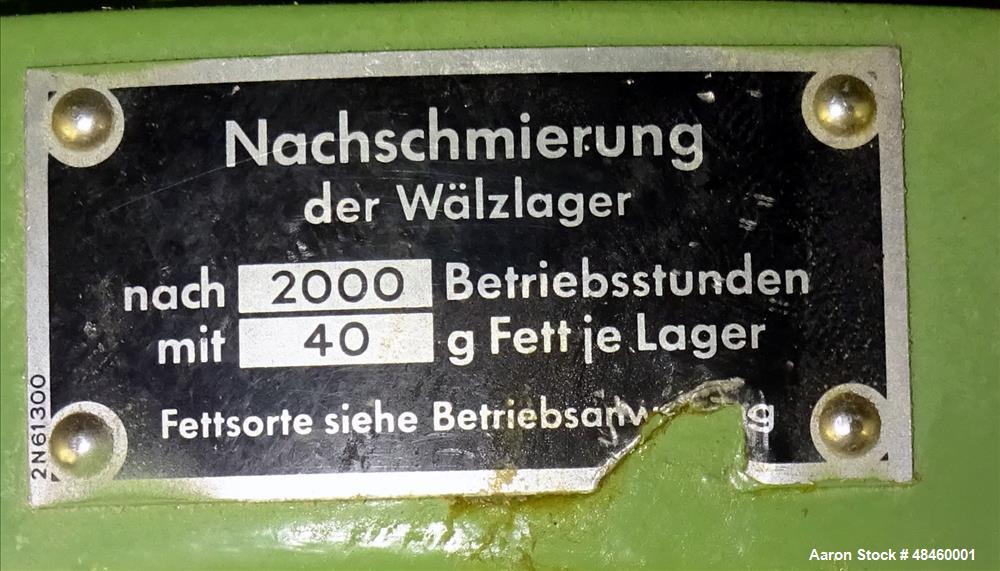 Nachschmierung
der Wälzlager
nach 2000 Betriebsstunden
mit 40 g Fett je Lager
Fettsorte siehe
2N61300
Aaron Stock # 48460001